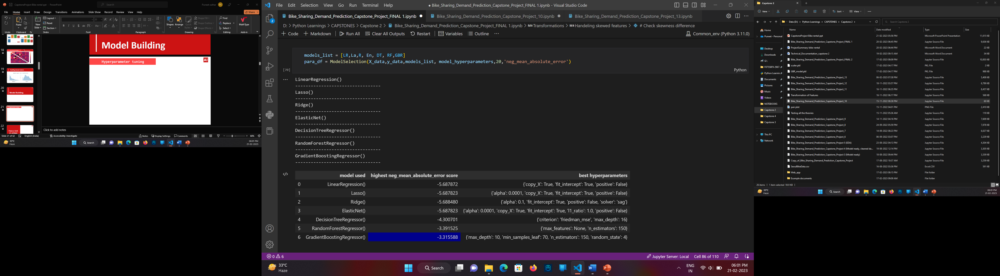 CapstoneProject Bike rental ppt - PowerPoint
Search
Puneet suthar
PS
File Home Insert Draw Design Transitions Animations Slide Show Record Review View Help
Share
Paste
New Slide
Layout
Reset
Section
Shapes
Arrange
Quick Styles
Shape Fill
Shape Outline
Shape Effects
Find
Replace
Select
MathType
Clipboard Slides Font Paragraph Drawing Editing Add-in
18
19
20
Model Building
21
22
Have a look on unique
Model Building
Hyperparameter tuning
AI
Click to add notes
Slide 21 of 62 English (India) Accessibility: Investigate Notes Display Settings Comments 66%
33°C
Haze
Search
06:01 PM
21-02-2023
File Edit Selection View Go Run Terminal Help
● Bike_Sharing_Demand_Prediction_Capstone_Project_FINAL 1.ipynb - Visual Studio Code
Bike_Sharing_Demand_Prediction_Capstone_Project_FINAL 1.ipynb ● Bike_Sharing_Demand_Prediction_Capstone_Project_10.ipynb ● Bike_Sharing_Demand_Prediction_Capstone_Project_13.ipynb
D: > Python Learnings > CAPSTONES > Capstone 2 > Bike_Sharing_Demand_Prediction_Capstone_Project_FINAL 1.ipynb > M↓Transformations > M↓Handeling skewed features > # Check skewness difference
+ Code + Markdown | Run All Clear All Outputs Restart | Variables Outline ···
Common_env (Python 3.11.0)
models_list = [LR,La,R, En, DT, RF,GBR]
para_df = ModelSelection(X_data,y_data,models_list, model_hyperparameters,20,'neg_mean_absolute_error')
[70]
Python
LinearRegression()
---------------------------------
Lasso()
---------------------------------
Ridge()
---------------------------------
ElasticNet()
---------------------------------
DecisionTreeRegressor()
---------------------------------
RandomForestRegressor()
---------------------------------
GradientBoostingRegressor()
---------------------------------
model used highest neg_mean_absolute_error score best hyperparameters
0 LinearRegression() -5.687872 {'copy_X': True, 'fit_intercept': True, 'positive': False}
1 Lasso() -5.687823 {'alpha': 0.0001, 'copy_X': True, 'fit_intercept': True, 'positive': False}
2 Ridge() -5.688480 {'alpha': 0.1, 'fit_intercept': True, 'positive': False, 'solver': 'sag'}
3 ElasticNet() -5.687823 {'alpha': 0.0001, 'copy_X': True, 'fit_intercept': True, 'l1_ratio': 1.0, 'positive': False}
4 DecisionTreeRegressor() -4.300701 {'criterion': 'friedman_mse', 'max_depth': 16}
5 RandomForestRegressor() -3.391525 {'max_features': None, 'n_estimators': 150}
6 GradientBoostingRegressor() -3.315588 {'max_depth': 10, 'min_samples_leaf': 70, 'n_estimators': 150, 'random_state': 4}
0 6
Jupyter Server: Local Cell 86 of 110
33°C
Haze
Search
ENG
IN
06:01 PM
21-02-2023
Capstone 2
New Sort View ···
Data (D:) > Python Learnings > CAPSTONES > Capstone 2 >
Search Capstone 2
Home
Puneet - Personal
Desktop
Downloads
G:\
F07558F9-2967-
Python Learnin
Documents
Pictures
Music
Videos
NOTEBOOKS
Capstone 2
Capstone 4
Capstone 3
This PC
Network
Name Date modified Type Size
CapstoneProject Bike rental ppt 21-02-2023 05:56 PM Microsoft PowerPoint Presentation 11,615 KB
Bike_Sharing_Demand_Prediction_Capstone_Project_FINAL 1 20-02-2023 06:45 PM Jupyter Source File 9,636 KB
ProjectSummary-bike-rental 20-02-2023 06:44 PM Microsoft Word Document 22 KB
Technical_Documentation_capstone 2 19-02-2023 09:15 AM Microsoft Word Document 34 KB
Bike_Sharing_Demand_Prediction_Capstone_Project_FINAL 2 17-02-2023 08:09 PM Jupyter Source File 10,003 KB
scaler.pkl 17-02-2023 04:17 PM PKL File 2 KB
GBR_model.pkl 17-02-2023 04:17 PM PKL File 988 KB
Bike_Sharing_Demand_Prediction_Capstone_Project_13 06-02-2023 07:38 PM Jupyter Source File 5,408 KB
Bike_Sharing_Demand_Prediction_Capstone_Project_12 18-11-2022 03:57 PM Jupyter Source File 6,789 KB
Bike_Sharing_Demand_Prediction_Capstone_Project_11 16-11-2022 06:35 PM Jupyter Source File 8,457 KB
Transformation of Features 16-11-2022 06:17 PM Jupyter Source File 568 KB
Bike_Sharing_Demand_Prediction_Capstone_Project_10 15-11-2022 08:38 PM Jupyter Source File 60 KB
pair plot 15-11-2022 04:01 PM PNG File 2,410 KB
Testing all the theories 15-11-2022 05:36 AM Jupyter Source File 119 KB
Bike_Sharing_Demand_Prediction_Capstone_Project_9 14-11-2022 04:16 PM Jupyter Source File 7,609 KB
Bike_Sharing_Demand_Prediction_Capstone_Project_8 24-09-2022 05:59 PM Jupyter Source File 7,878 KB
Bike_Sharing_Demand_Prediction_Capstone_Project_7 14-09-2022 08:23 PM Jupyter Source File 6,027 KB
Bike_Sharing_Demand_Prediction_Capstone_Project_6 06-09-2022 03:07 PM Jupyter Source File 3,229 KB
Bike_Sharing_Demand_Prediction_Capstone_Project 5 (EDA) 23-08-2022 04:13 PM Jupyter Source File 4,304 KB
Bike_Sharing_Demand_Prediction_Capstone_Project 4 (Model ready, cleaned da... 19-08-2022 12:14 PM Jupyter Source File 3,305 KB
Bike_Sharing_Demand_Prediction_Capstone_Project 3 (Model ready) 18-08-2022 09:44 PM Jupyter Source File 3,339 KB
Copy_of_Bike_Sharing_Demand_Prediction_Capstone_Project 17-08-2022 10:37 AM Jupyter Source File 3,259 KB
SeoulBikeData.csv 16-08-2022 03:36 PM Excel.CSV 591 KB
Web_app 17-02-2023 08:15 PM File folder
Example documents 17-02-2023 09:09 AM File folder
26 items | 1 item selected 59.9 KB |
33°C
Haze
Search
06:01 PM
21-02-2023